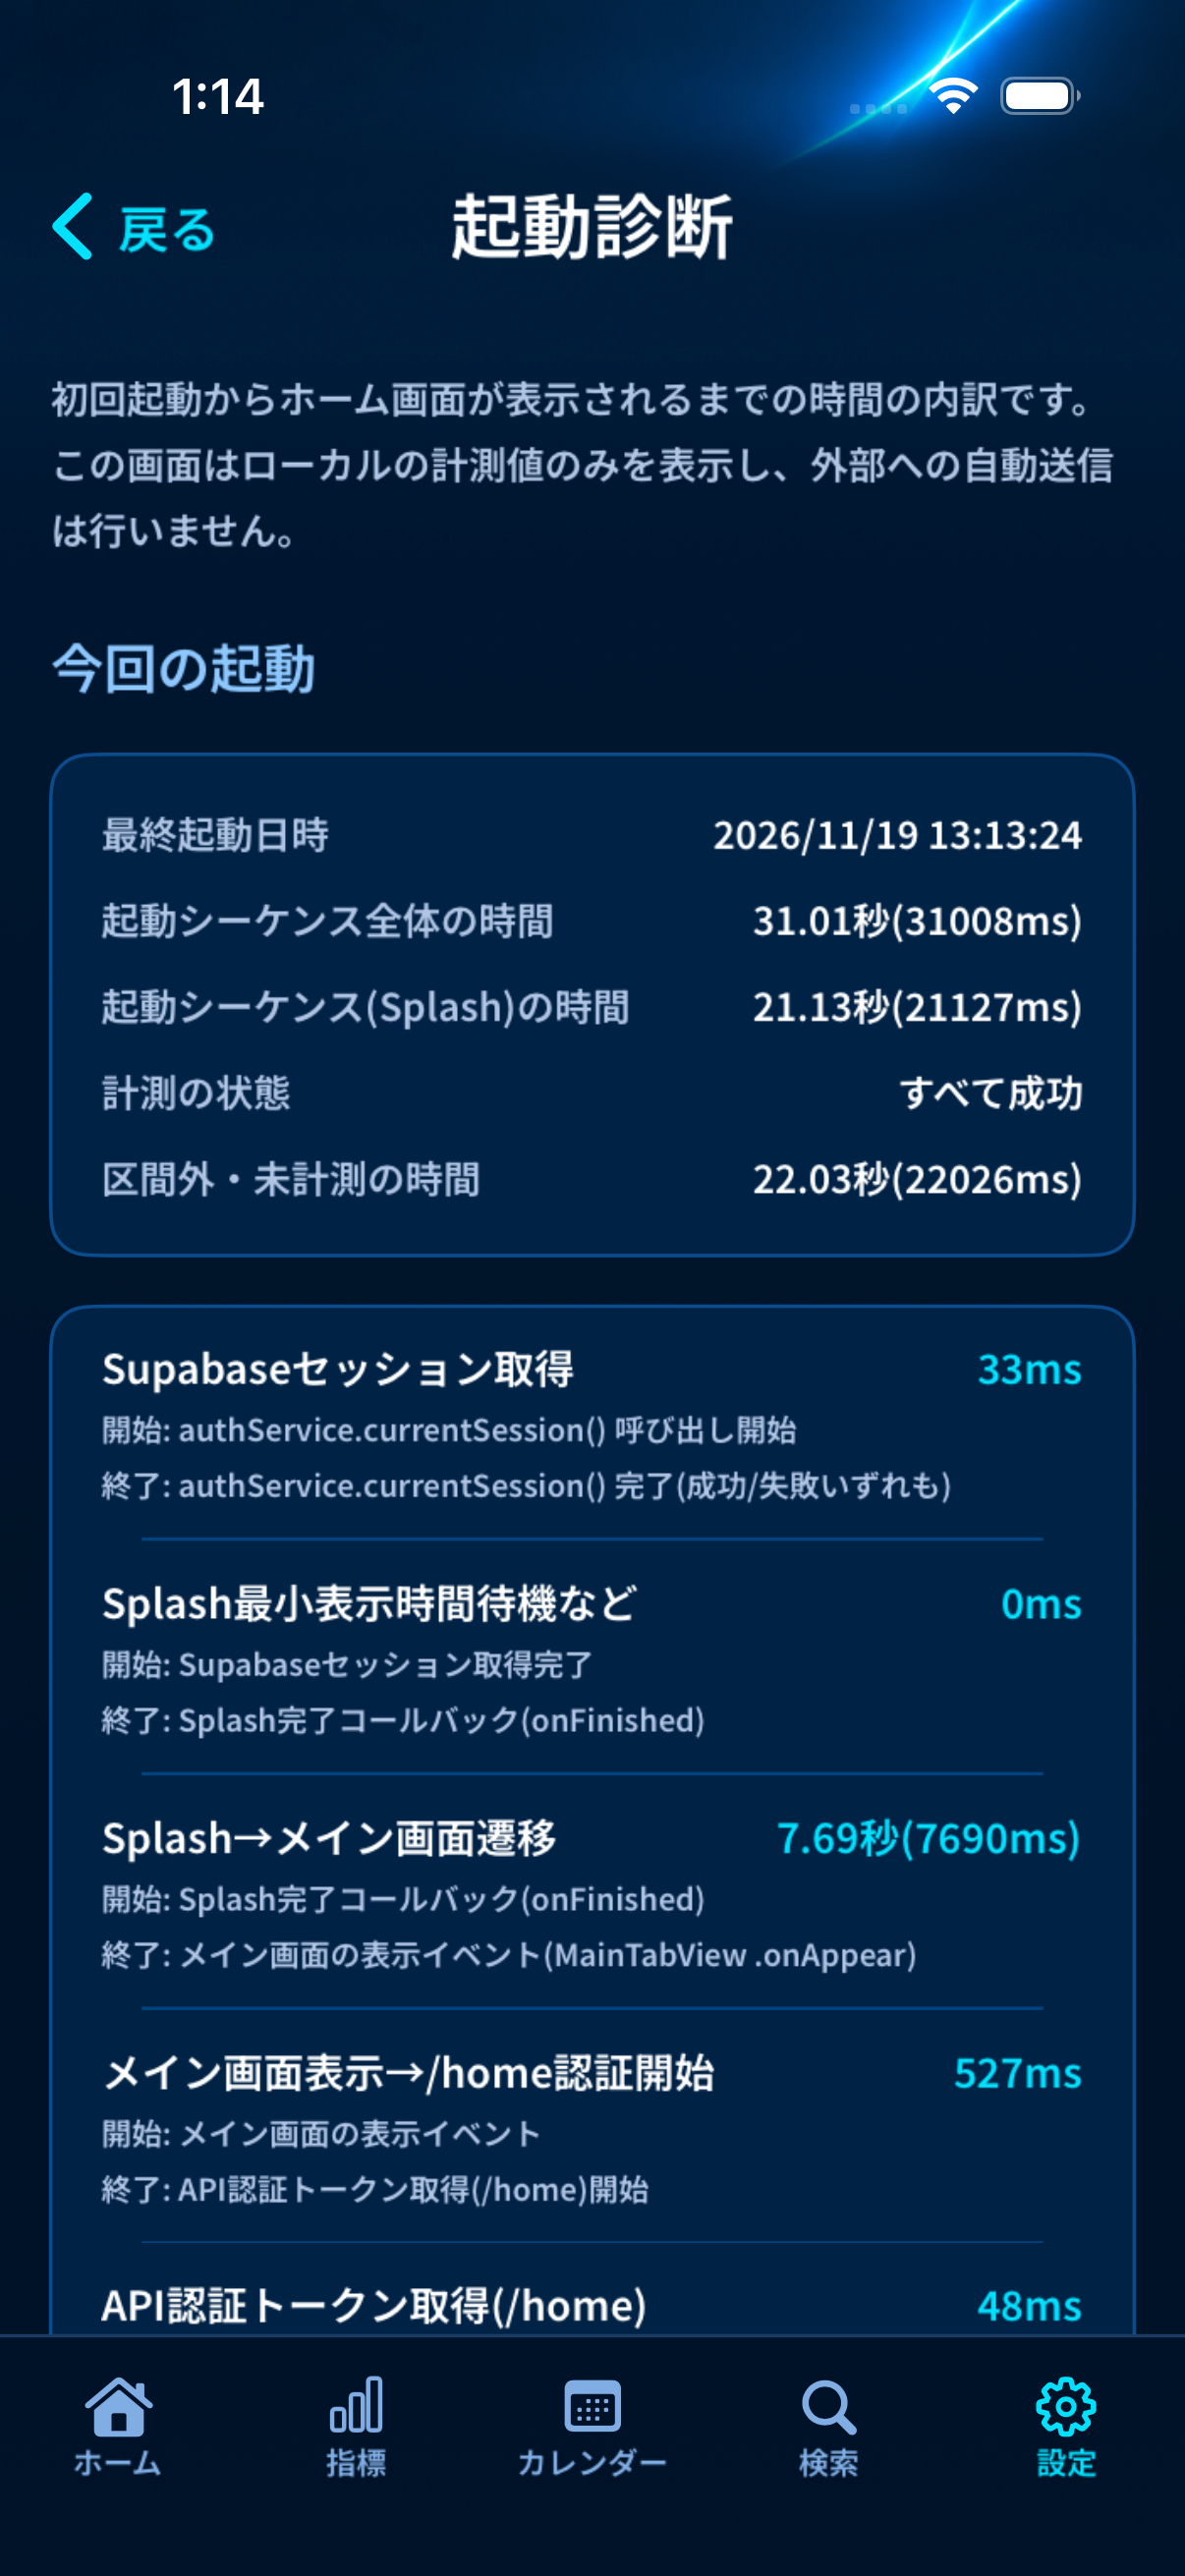 1:14
戻る
起動診断
初回起動からホーム画面が表示されるまでの時間の内訳です。
この画面はローカルの計測値のみを表示し、外部への自動送信
は行いません。
今回の起動
最終起動日時 2026/11/19 13:13:24
起動シーケンス全体の時間 31.01秒(31008ms)
起動シーケンス(Splash)の時間 21.13秒(21127ms)
計測の状態 すべて成功
区間外・未計測の時間 22.03秒(22026ms)
Supabaseセッション取得 33ms
開始: authService.currentSession() 呼び出し開始
終了: authService.currentSession() 完了(成功/失敗いずれも)
Splash最小表示時間待機など 0ms
開始: Supabaseセッション取得完了
終了: Splash完了コールバック(onFinished)
Splash→メイン画面遷移 7.69秒(7690ms)
開始: Splash完了コールバック(onFinished)
終了: メイン画面の表示イベント(MainTabView .onAppear)
メイン画面表示→/home認証開始 527ms
開始: メイン画面の表示イベント
終了: API認証トークン取得(/home)開始
API認証トークン取得(/home) 48ms
ホーム 指標 カレンダー 検索 設定